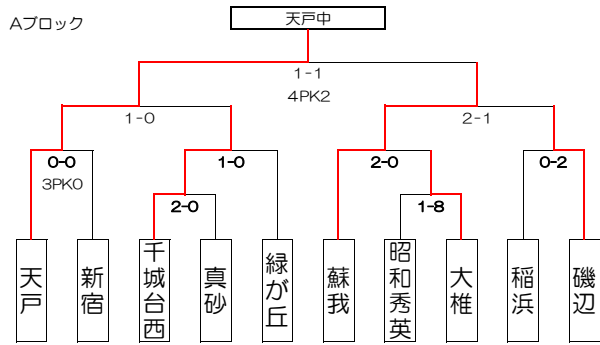 Aブロック
天戸中
1-1
4PK2
1-0
2-1
0-0
3PK0
1-0
2-0
0-2
2-0
1-8
天戸
新宿
千城台西
真砂
緑が丘
蘇我
昭和秀英
大椎
稲浜
磯辺